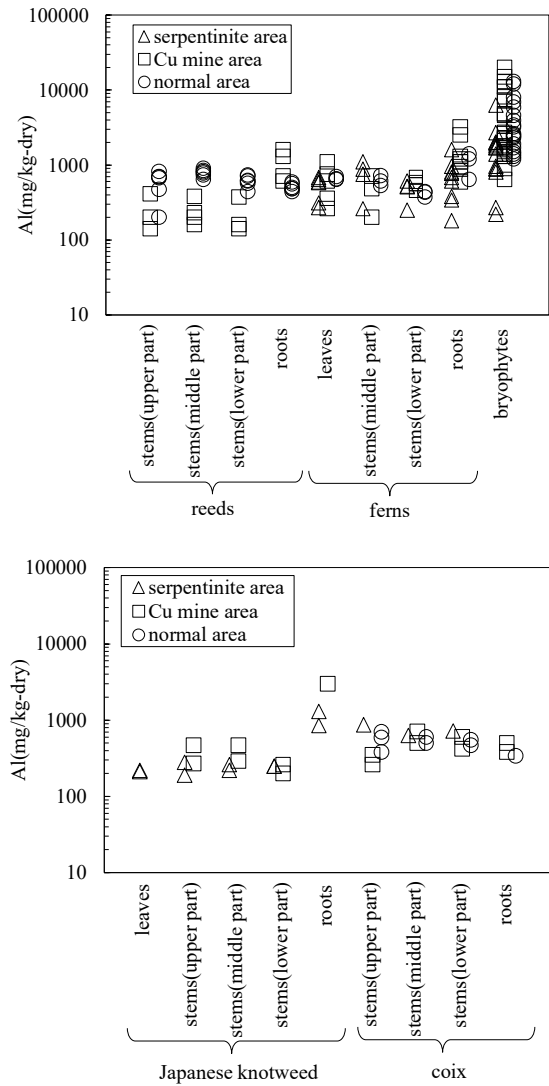 100000
10000
1000
100
10
Al(mg/kg-dry)
serpentinite area
Cu mine area
normal area
stems(upper part)
stems(middle part)
stems(lower part)
roots
leaves
stems(middle part)
stems(lower part)
roots
bryophytes
reeds
ferns
100000
10000
1000
100
10
Al(mg/kg-dry)
serpentinite area
Cu mine area
normal area
leaves
stems(upper part)
stems(middle part)
stems(lower part)
roots
stems(upper part)
stems(middle part)
stems(lower part)
roots
Japanese knotweed
coix